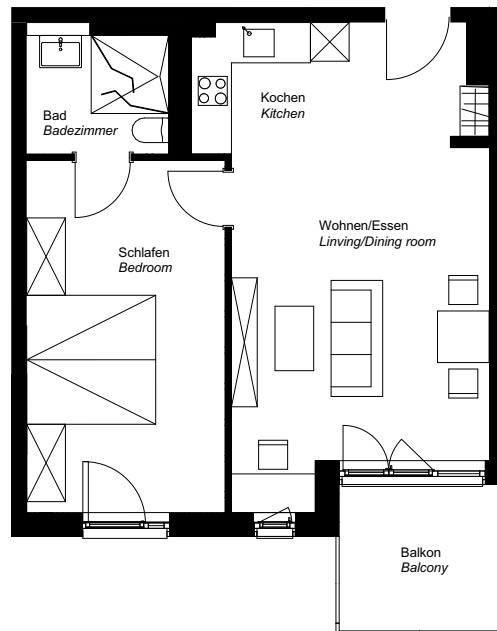 Kochen
Kitchen
Bad
Badezimmer
Wohnen/Essen
Linving/Dining room
Schlafen
Bedroom
Balkon
Balcony